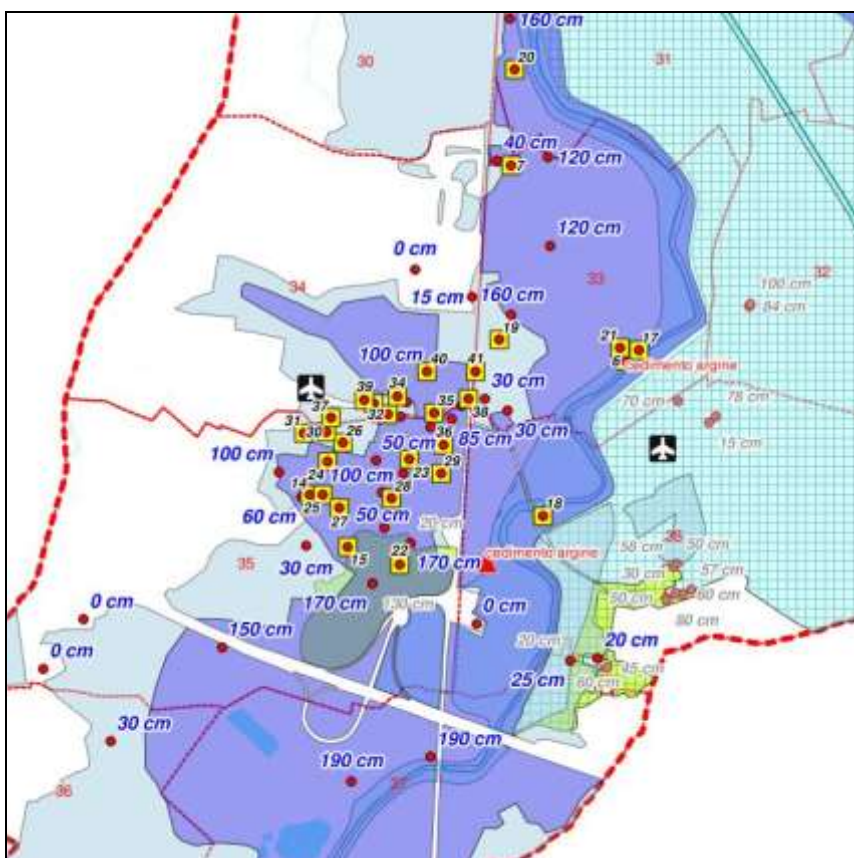 160 cm
20
30
31
40 cm
7
120 cm
120 cm
0 cm
33
32
34
15 cm
160 cm
100 cm
84 cm
19
21
17
6
cedimento argine
100 cm
40
41
30 cm
39
34
70 cm
78 cm
37
32
35
38
30 cm
15 cm
31
30
26
36
85 cm
50 cm
100 cm
24
100 cm
23
29
14
25
28
60 cm
27
50 cm
18
20 cm
15
22
58 cm
50 cm
30 cm
170 cm
cedimento argine
35
170 cm
130 cm
30 cm
57 cm
50 cm
60 cm
0 cm
0 cm
80 cm
150 cm
20 cm
20 cm
0 cm
25 cm
45 cm
60 cm
30 cm
190 cm
190 cm
36
37